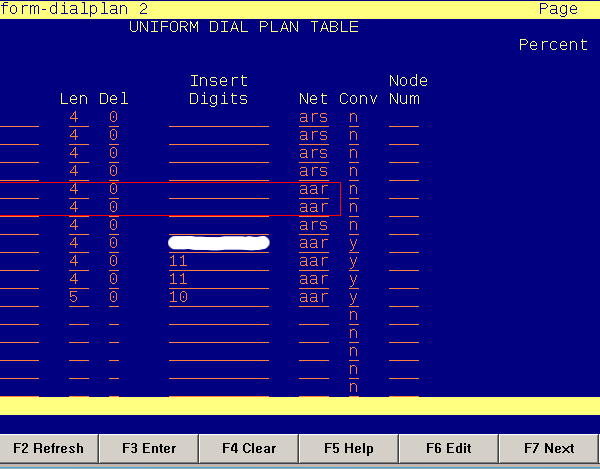 form-dialplan 2 Page
UNIFORM DIAL PLAN TABLE
Percent
Insert Node
Len Del Digits Net Conv Num
4 0 ars n
4 0 ars n
4 0 ars n
4 0 ars n
4 0 aar n
4 0 aar n
4 0 ars n
4 0 aar y
4 0 11 aar y
4 0 11 aar y
5 0 10 aar y
n
n
n
n
n
F2 Refresh F3 Enter F4 Clear F5 Help F6 Edit F7 Next